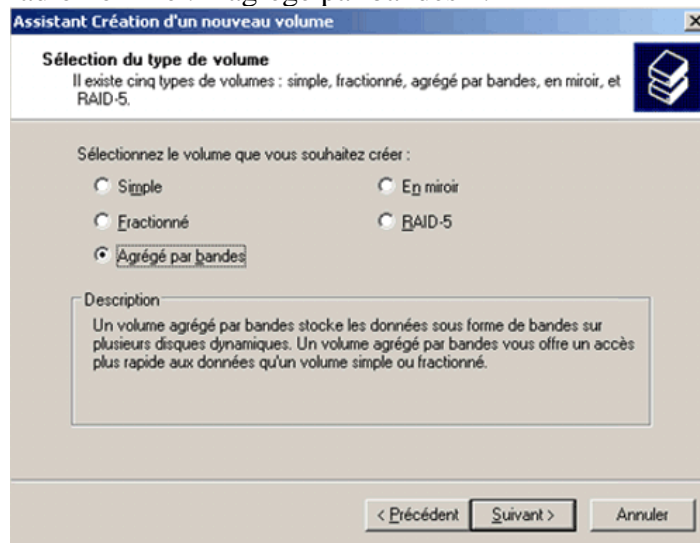 Assistant Création d'un nouveau volume
Sélection du type de volume
Il existe cinq types de volumes : simple, fractionné, agrégé par bandes, en miroir, et
RAID-5.
Sélectionnez le volume que vous souhaitez créer :
Simple
En miroir
Fractionné
RAID-5
Agrégé par bandes
Description
Un volume agrégé par bandes stocke les données sous forme de bandes sur
plusieurs disques dynamiques. Un volume agrégé par bandes vous offre un accès
plus rapide aux données qu'un volume simple ou fractionné.
< Précédent
Suivant >
Annuler